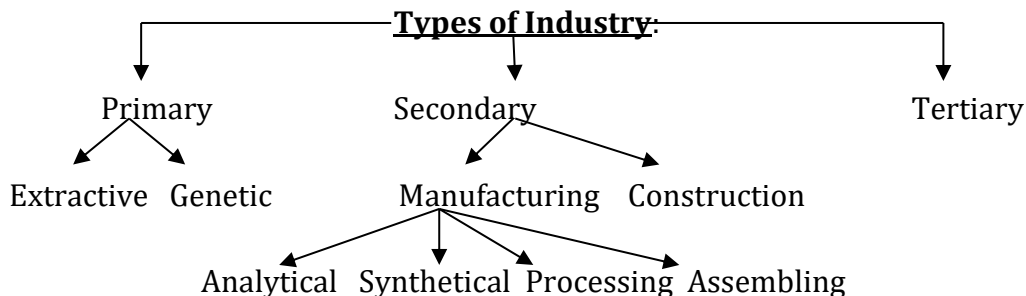 Types of Industry:
Primary Secondary Tertiary
Extractive Genetic Manufacturing Construction
Analytical Synthetical Processing Assembling